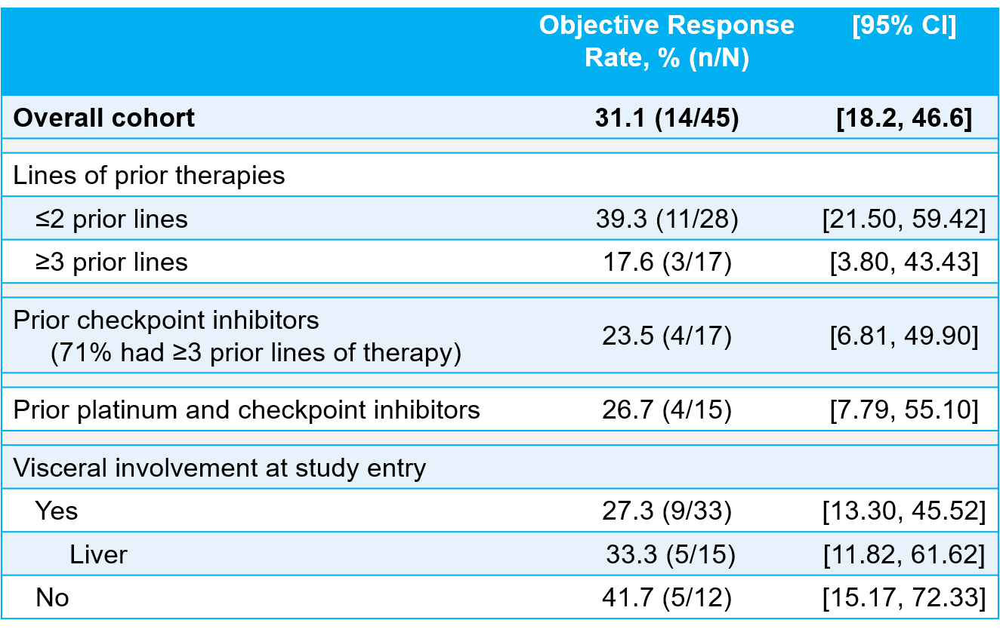 Objective Response Rate, % (n/N) [95% CI]
Overall cohort 31.1 (14/45) [18.2, 46.6]
Lines of prior therapies
≤2 prior lines 39.3 (11/28) [21.50, 59.42]
≥3 prior lines 17.6 (3/17) [3.80, 43.43]
Prior checkpoint inhibitors
(71% had ≥3 prior lines of therapy) 23.5 (4/17) [6.81, 49.90]
Prior platinum and checkpoint inhibitors 26.7 (4/15) [7.79, 55.10]
Visceral involvement at study entry
Yes 27.3 (9/33) [13.30, 45.52]
Liver 33.3 (5/15) [11.82, 61.62]
No 41.7 (5/12) [15.17, 72.33]